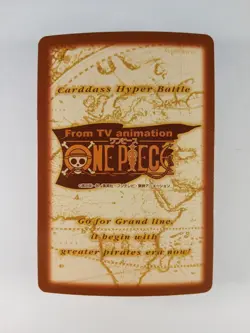 Carddass Hyper Battle
From TV animation
ワンピース
ONE PIECE
Go for Grand line,
it begin with
greater pirates era now!